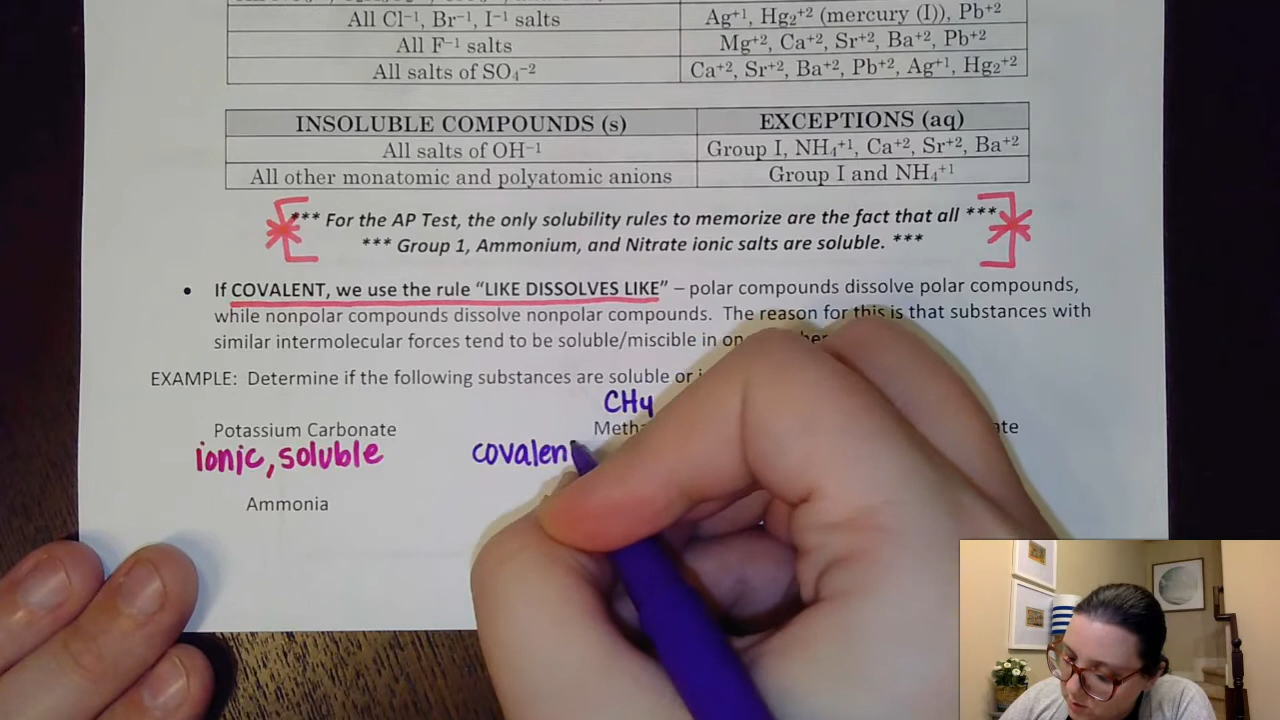 All Cl⁻¹, Br⁻¹, I⁻¹ salts Ag⁺¹, Hg₂⁺² (mercury (I)), Pb⁺²
All F⁻¹ salts Mg⁺², Ca⁺², Sr⁺², Ba⁺², Pb⁺²
All salts of SO₄⁻² Ca⁺², Sr⁺², Ba⁺², Pb⁺², Ag⁺¹, Hg₂⁺²
INSOLUBLE COMPOUNDS (s) EXCEPTIONS (aq)
All salts of OH⁻¹ Group I, NH₄⁺¹, Ca⁺², Sr⁺², Ba⁺²
All other monatomic and polyatomic anions Group I and NH₄⁺¹
*** For the AP Test, the only solubility rules to memorize are the fact that all ***
*** Group 1, Ammonium, and Nitrate ionic salts are soluble. ***
• If COVALENT, we use the rule “LIKE DISSOLVES LIKE” – polar compounds dissolve polar compounds,
while nonpolar compounds dissolve nonpolar compounds. The reason for this is that substances with
similar intermolecular forces tend to be soluble/miscible in
EXAMPLE: Determine if the following substances are soluble or
CH4
Potassium Carbonate
ionic, soluble covalen
Ammonia